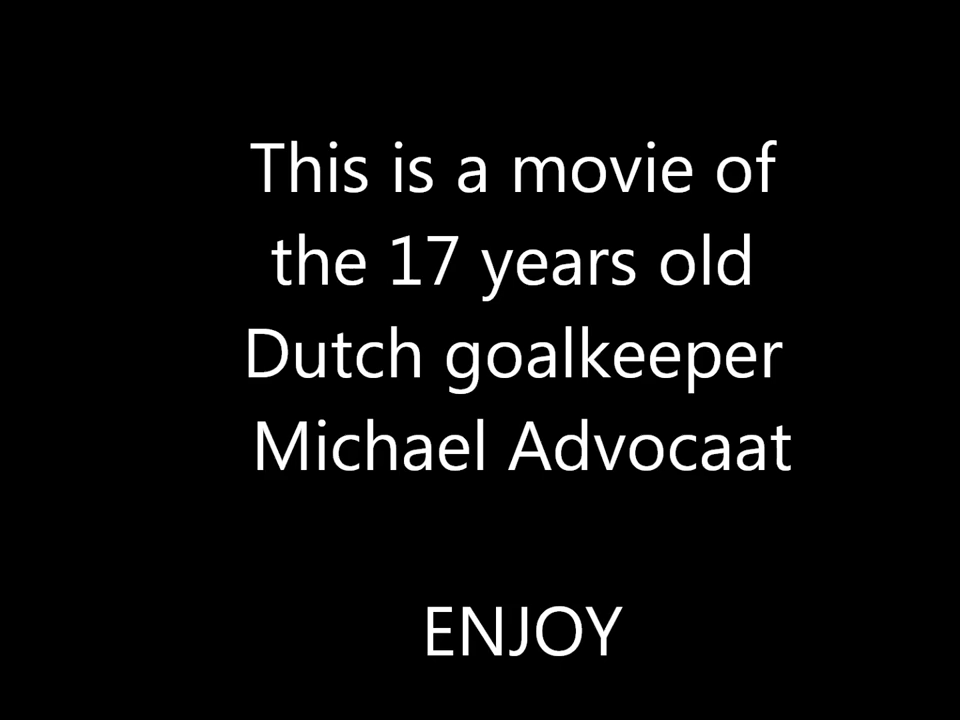 This is a movie of
the 17 years old
Dutch goalkeeper
Michael Advocaat
ENJOY